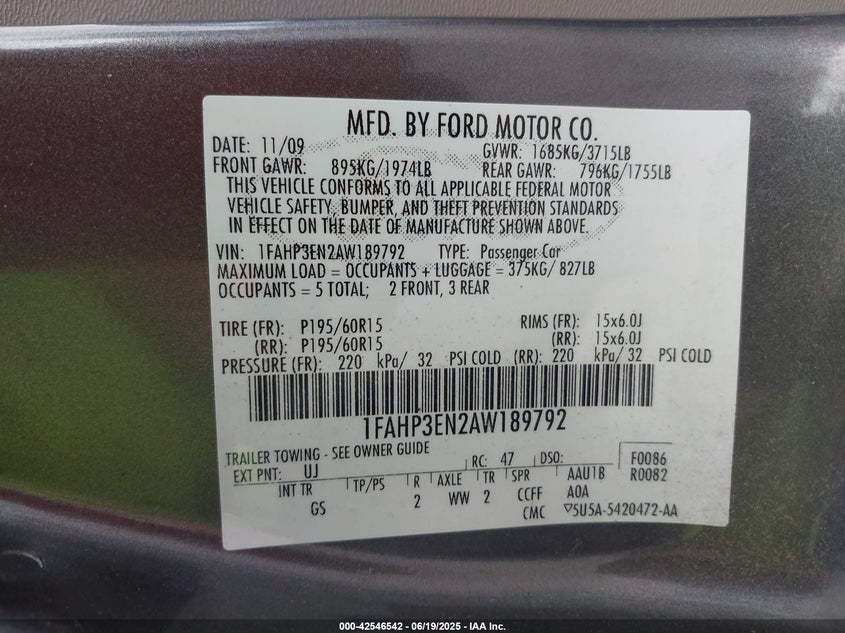 MFD. BY FORD MOTOR CO.
DATE: 11/09 GVWR: 1685KG/3715LB
FRONT GAWR: 895KG/1974LB REAR GAWR: 796KG/1755LB
THIS VEHICLE CONFORMS TO ALL APPLICABLE FEDERAL MOTOR
VEHICLE SAFETY, BUMPER, AND THEFT PREVENTION STANDARDS
IN EFFECT ON THE DATE OF MANUFACTURE SHOWN ABOVE.
VIN: 1FAHP3EN2AW189792 TYPE: Passenger Car
MAXIMUM LOAD = OCCUPANTS + LUGGAGE = 375KG/ 827LB
OCCUPANTS = 5 TOTAL; 2 FRONT, 3 REAR
TIRE (FR): P195/60R15 RIMS (FR): 15x6.0J
(RR): P195/60R15 (RR): 15x6.0J
PRESSURE (FR): 220 kPa/ 32 PSI COLD (RR): 220 kPa/ 32 PSI COLD
1FAHP3EN2AW189792
TRAILER TOWING - SEE OWNER GUIDE
EXT PNT: UJ RC: 47 DSO: F0086
R0082
INT TR TP/PS R AXLE TR SPR AAU1B
GS 2 WW 2 CCFF AOA
CMC ▽5U5A-5420472-AA
000-42546542 - 06/19/2025 - IAA Inc.